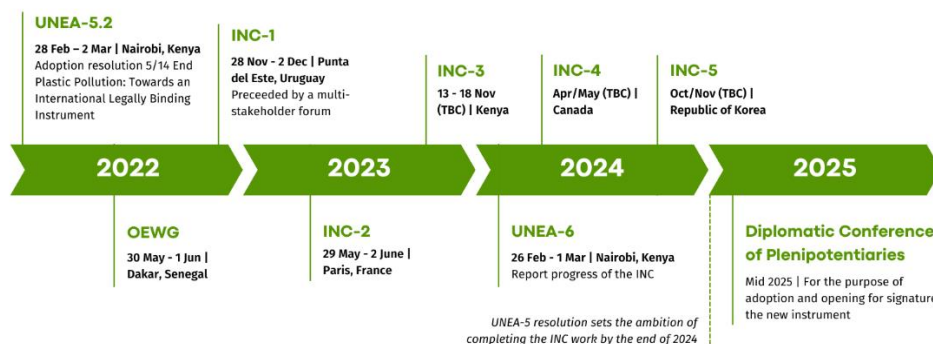 UNEA-5.2
28 Feb – 2 Mar | Nairobi, Kenya
Adoption resolution 5/14 End
Plastic Pollution: Towards an
International Legally Binding
Instrument
INC-1
28 Nov - 2 Dec | Punta
del Este, Uruguay
Preceeded by a multi-
stakeholder forum
INC-3
13 - 18 Nov
(TBC) | Kenya
INC-4
Apr/May (TBC) |
Canada
INC-5
Oct/Nov (TBC) |
Republic of Korea
2022
2023
2024
2025
OEWG
30 May - 1 Jun |
Dakar, Senegal
INC-2
29 May - 2 June |
Paris, France
UNEA-6
26 Feb - 1 Mar | Nairobi, Kenya
Report progress of the INC
Diplomatic Conference
of Plenipotentiaries
Mid 2025 | For the purpose of
adoption and opening for signature
the new instrument
UNEA-5 resolution sets the ambition of
completing the INC work by the end of 2024